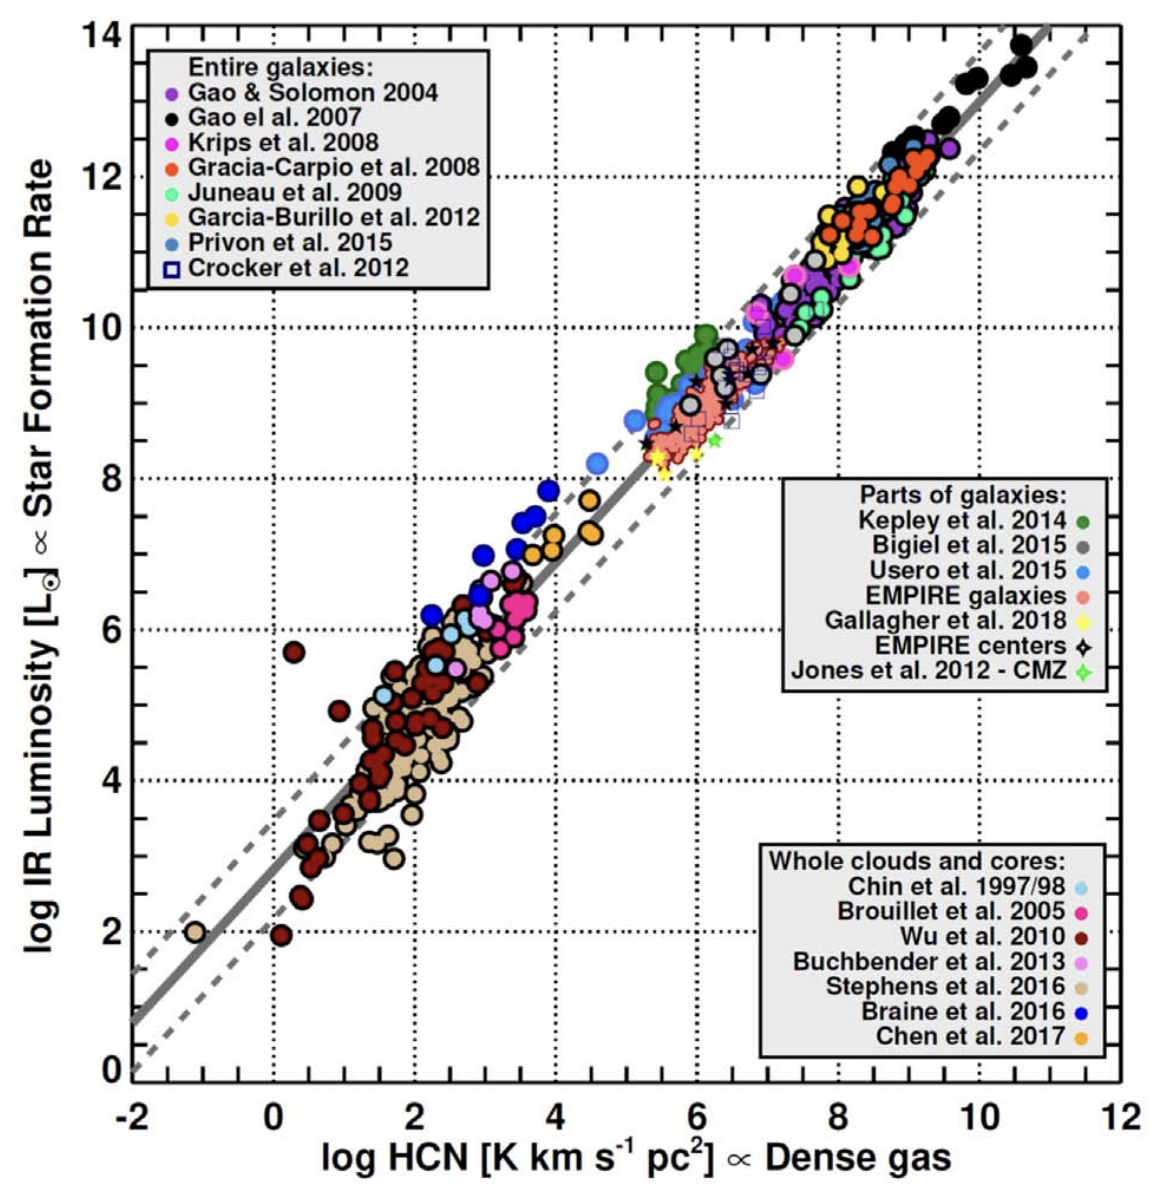 14
12
10
8
6
4
2
0
log IR Luminosity [L☉] ∝ Star Formation Rate
Entire galaxies:
Gao & Solomon 2004
Gao el al. 2007
Krips et al. 2008
Gracia-Carpio et al. 2008
Juneau et al. 2009
Garcia-Burillo et al. 2012
Privon et al. 2015
Crocker et al. 2012
Parts of galaxies:
Kepley et al. 2014
Bigiel et al. 2015
Usero et al. 2015
EMPIRE galaxies
Gallagher et al. 2018
EMPIRE centers
Jones et al. 2012 - CMZ
Whole clouds and cores:
Chin et al. 1997/98
Brouillet et al. 2005
Wu et al. 2010
Buchbender et al. 2013
Stephens et al. 2016
Braine et al. 2016
Chen et al. 2017
-2 0 2 4 6 8 10 12
log HCN [K km s⁻¹ pc²] ∝ Dense gas